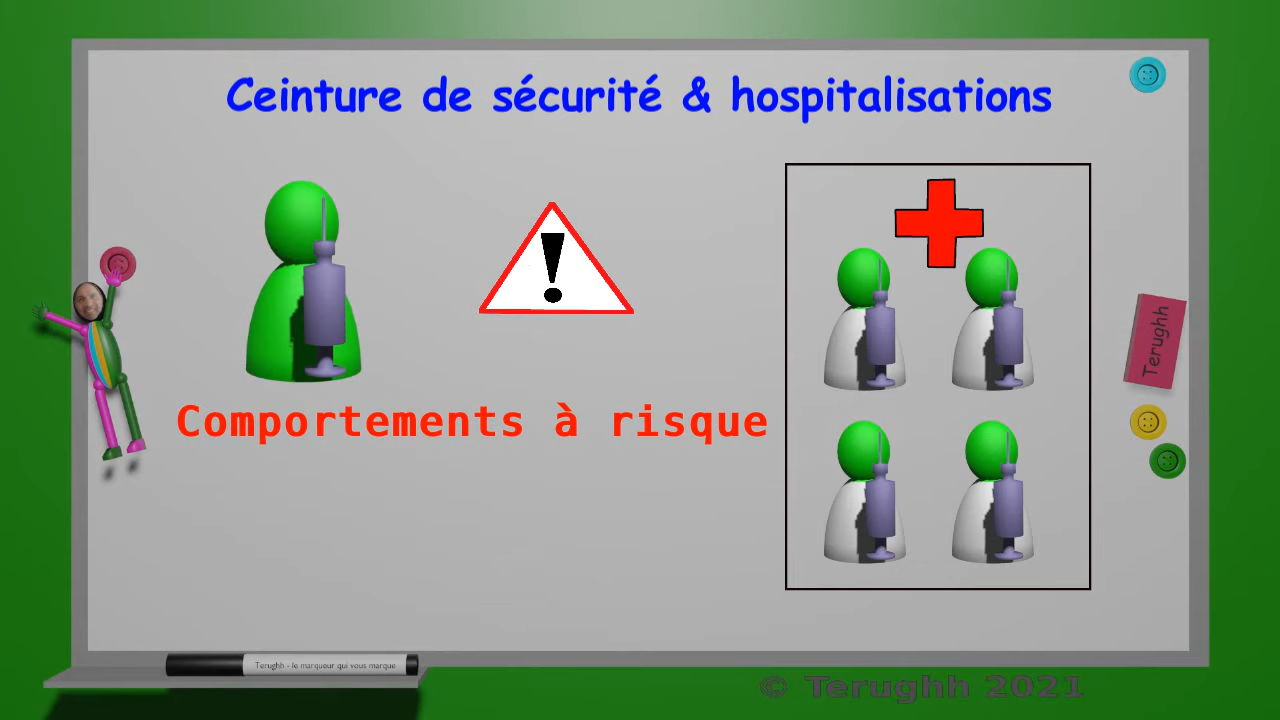 Ceinture de sécurité & hospitalisations
Comportements à risque
Terughh
Terughh - le marqueur qui vous marque
© Terughh 2021